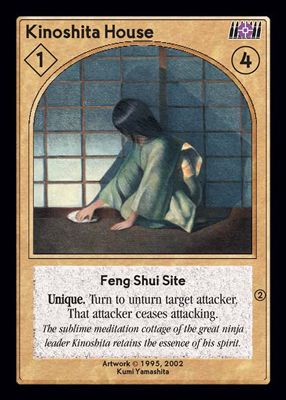 Kinoshita House
1
4
Feng Shui Site
Unique. Turn to unturn target attacker.
That attacker ceases attacking.
2
The sublime meditation cottage of the great ninja
leader Kinoshita retains the essence of his spirit.
Artwork © 1995, 2002
Kumi Yamashita